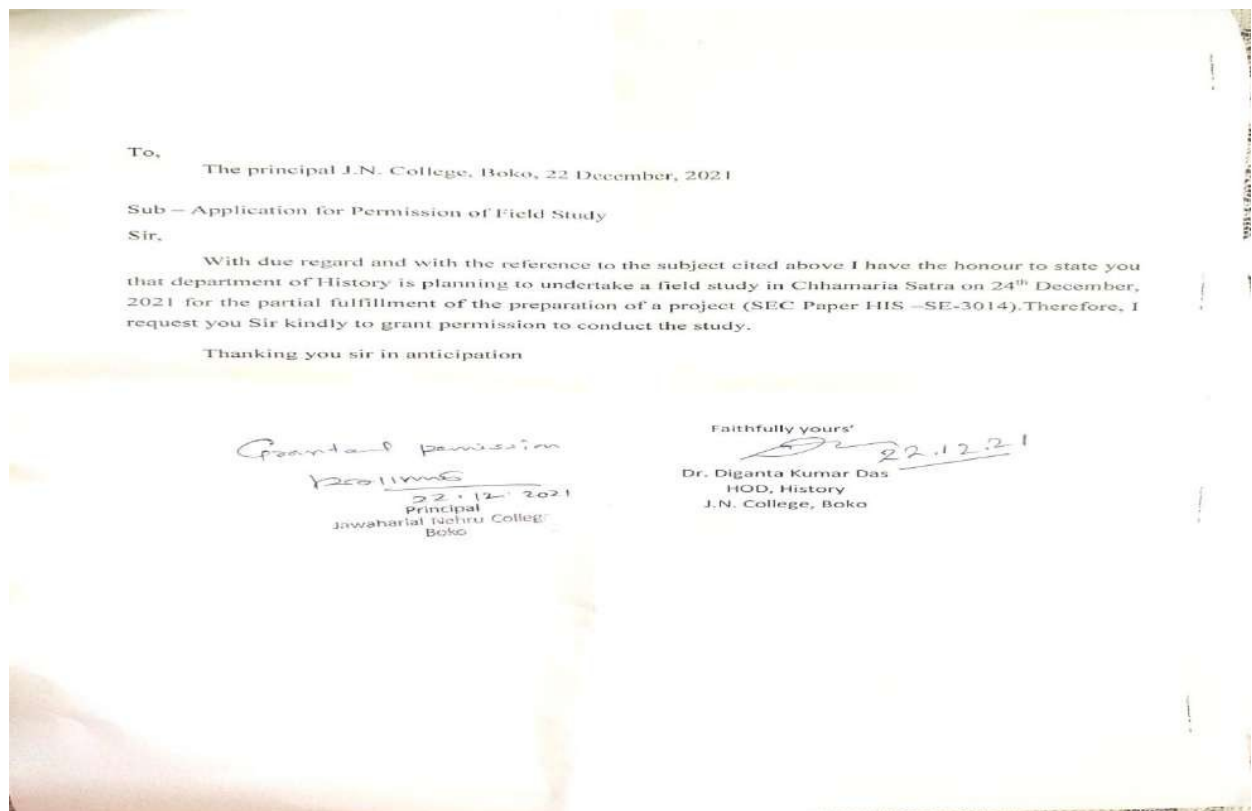 To,
The principal J.N. College, Boko, 22 December, 2021
Sub – Application for Permission of Field Study
Sir,
With due regard and with the reference to the subject cited above I have the honour to state you
that department of History is planning to undertake a field study in Chhamaria Satra on 24th December,
2021 for the partial fulfillment of the preparation of a project (SEC Paper HIS –SE-3014).Therefore, I
request you Sir kindly to grant permission to conduct the study.
Thanking you sir in anticipation
Granted permission
22.12.2021
Principal
Jawaharlal Nehru College
Boko
Faithfully yours'
22.12.21
Dr. Diganta Kumar Das
HOD, History
J.N. College, Boko